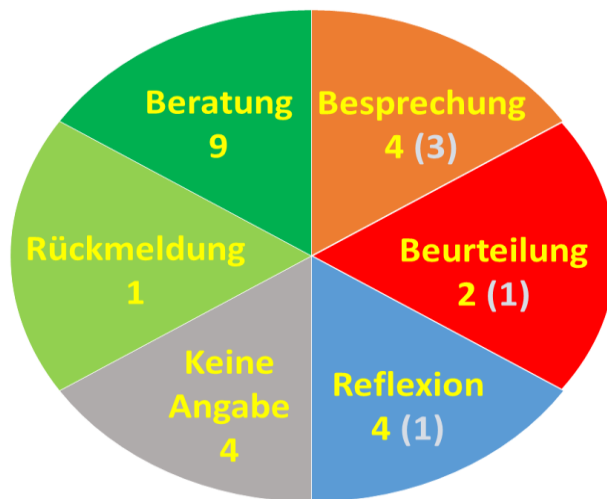 Beratung
9
Besprechung
4 (3)
Rückmeldung
1
Beurteilung
2 (1)
Keine
Angabe
4
Reflexion
4 (1)